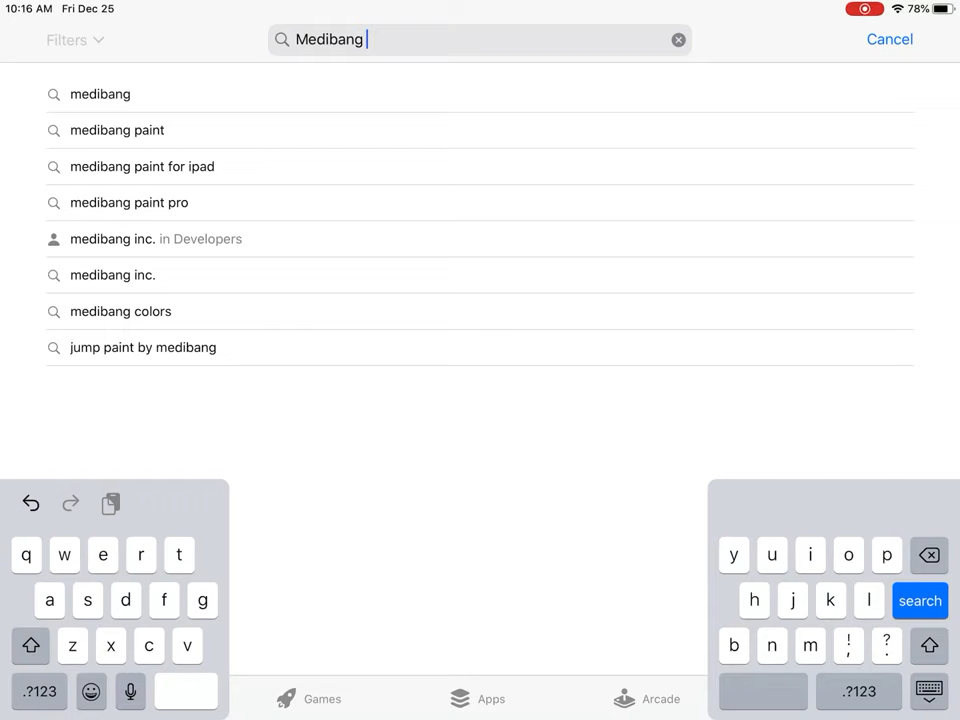 10:16 AM Fri Dec 25 78%
Filters Medibang Cancel
medibang
medibang paint
medibang paint for ipad
medibang paint pro
medibang inc. in Developers
medibang inc.
medibang colors
jump paint by medibang
q w e r t y u i o p
a s d f g h j k l search
z x c v b n m ! , ? .
.?123 Games Apps Arcade .?123